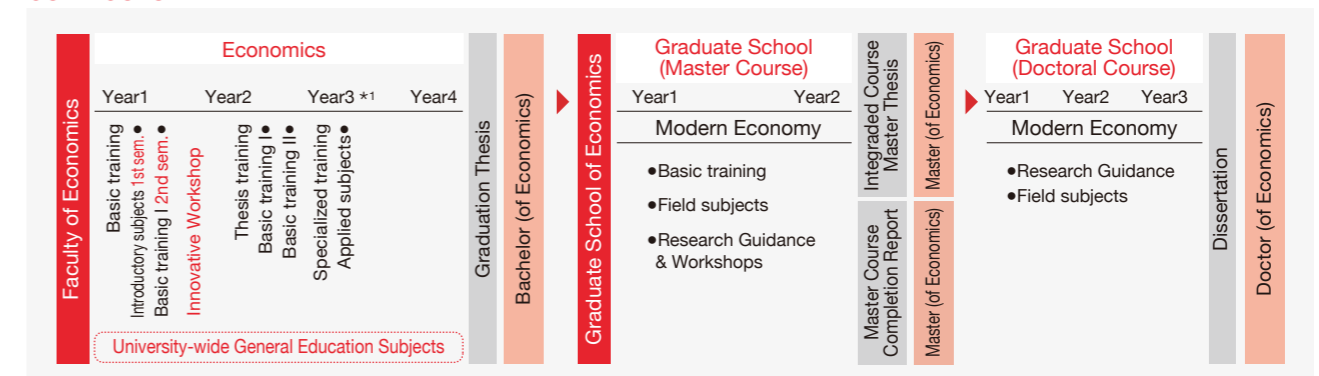 Faculty of Economics
Economics
Year1 Year2 Year3 *1 Year4
Basic training
Introductory subjects 1st sem.●
Basic training I 2nd sem.●
Innovative Workshop
Thesis training
Basic training I●
Basic training II●
Specialized training
Applied subjects●
University-wide General Education Subjects
Graduation Thesis
Bachelor (of Economics)
Graduate School of Economics
Graduate School
(Master Course)
Year1 Year2
Modern Economy
●Basic training
●Field subjects
●Research Guidance
& Workshops
Integraded Course
Master Thesis
Master (of Economics)
Master Course
Completion Report
Master (of Economics)
Graduate School
(Doctoral Course)
Year1 Year2 Year3
Modern Economy
●Research Guidance
●Field subjects
Dissertation
Doctor (of Economics)